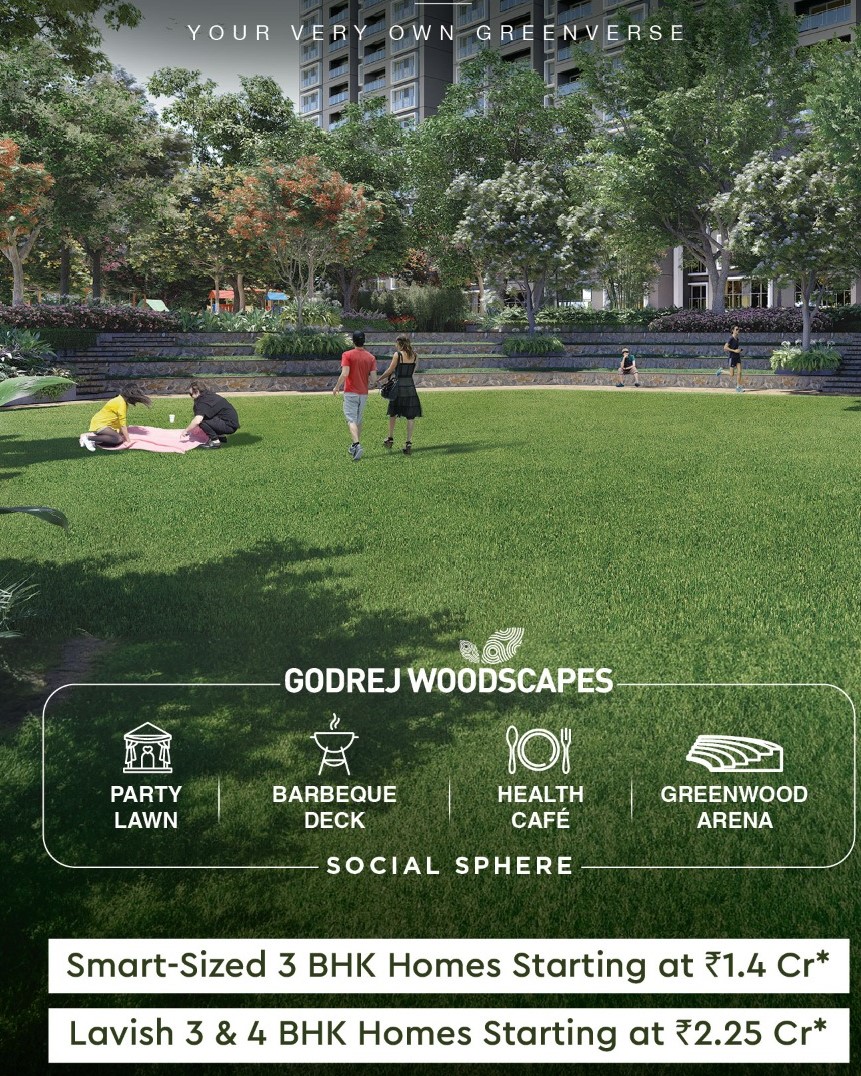 YOUR VERY OWN GREENVERSE
GODREJ WOODSCAPES
PARTY
LAWN
BARBEQUE
DECK
HEALTH
CAFÉ
GREENWOOD
ARENA
SOCIAL SPHERE
Smart-Sized 3 BHK Homes Starting at ₹1.4 Cr*
Lavish 3 & 4 BHK Homes Starting at ₹2.25 Cr*